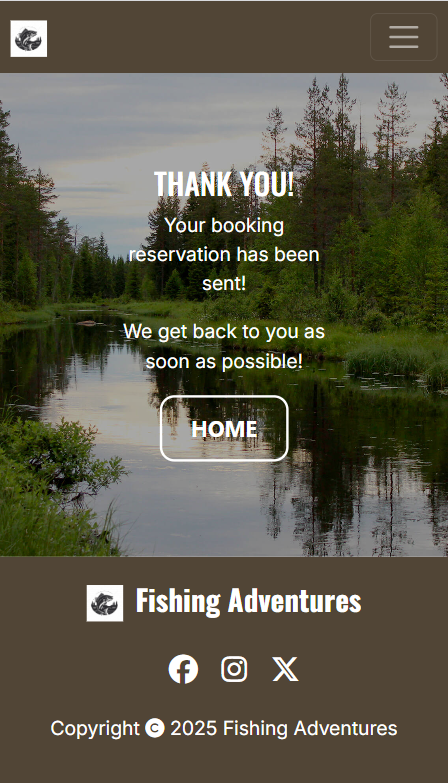 THANK YOU!
Your booking
reservation has been
sent!
We get back to you as
soon as possible!
HOME
Fishing Adventures
Copyright © 2025 Fishing Adventures